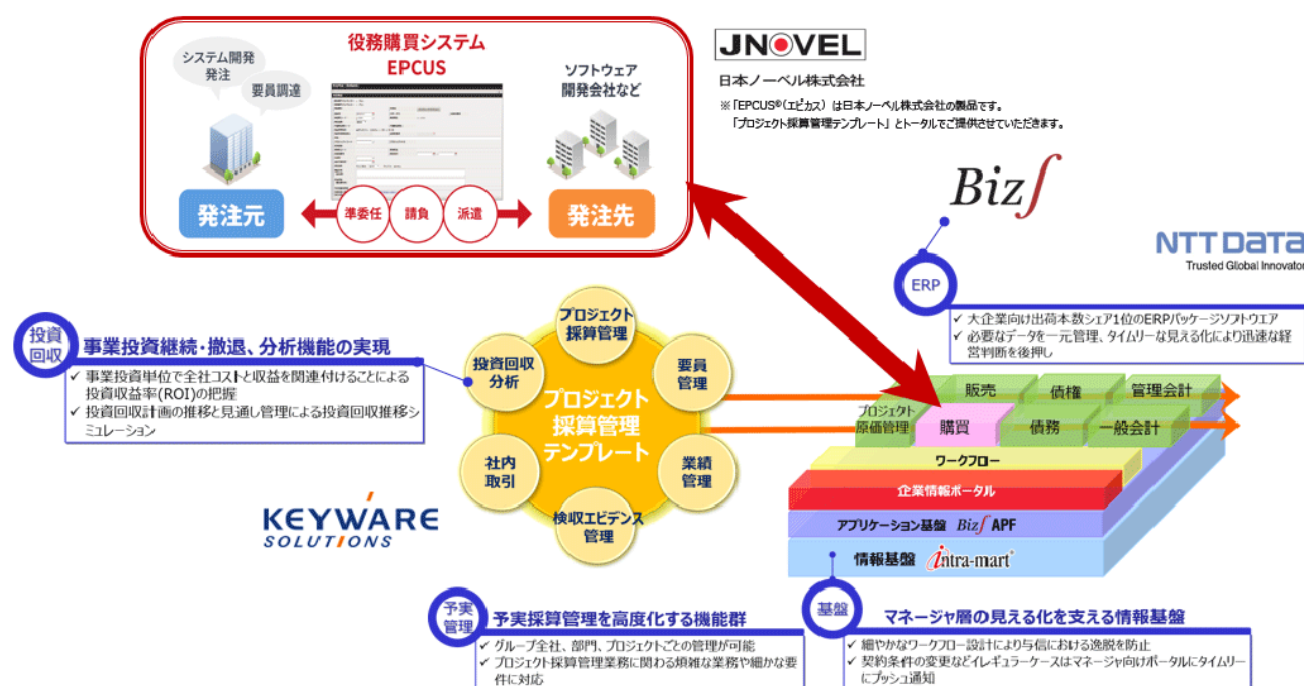 システム開発
発注
要員調達
役務購買システム
EPCUS
ソフトウェア
開発会社など
発注元
準委任
請負
派遣
発注先
JNOVEL
日本ノーベル株式会社
※「EPCUS®(エピカス）は日本ノーベル株式会社の製品です。
「プロジェクト採算管理テンプレート」とトータルでご提供させていただきます。
Biz∫
NTT DATA
Trusted Global Innovator
ERP
✓ 大企業向け出荷本数シェア1位のERPパッケージソフトウエア
✓ 必要なデータを一元管理、タイムリーな見える化により迅速な経
営判断を後押し
投資
回収
事業投資継続・撤退、分析機能の実現
✓ 事業投資単位で全社コストと収益を関連付けることによる
投資収益率(ROI)の把握
✓ 投資回収計画の推移と見通し管理による投資回収推移シ
ミュレーション
プロジェクト
採算管理
投資回収
分析
要員
管理
プロジェクト
採算管理
テンプレート
社内
取引
業績
管理
検収エビデンス
管理
KEYWARE
SOLUTIONS
販売
債権
管理会計
プロジェクト
原価管理
購買
債務
一般会計
ワークフロー
企業情報ポータル
アプリケーション基盤 Biz∫ APF
情報基盤 intra-mart®
予実
管理
予実採算管理を高度化する機能群
✓ グループ全社、部門、プロジェクトごとの管理が可能
✓ プロジェクト採算管理業務に関わる煩雑な業務や細かな要
件に対応
基盤
マネージャ層の見える化を支える情報基盤
✓ 細やかなワークフロー設計により与信における逸脱を防止
✓ 契約条件の変更などイレギュラーケースはマネージャ向けポータルにタイムリー
にプッシュ通知